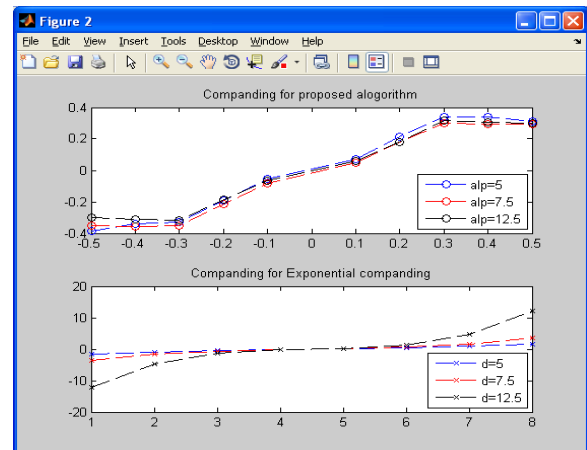 Figure 2
File Edit View Insert Tools Desktop Window Help
Companding for proposed alogorithm
0.4
0.2
0
-0.2
-0.4
-0.5 -0.4 -0.3 -0.2 -0.1 0 0.1 0.2 0.3 0.4 0.5
alp=5
alp=7.5
alp=12.5
Companding for Exponential companding
20
10
0
-10
-20
1 2 3 4 5 6 7 8
d=5
d=7.5
d=12.5